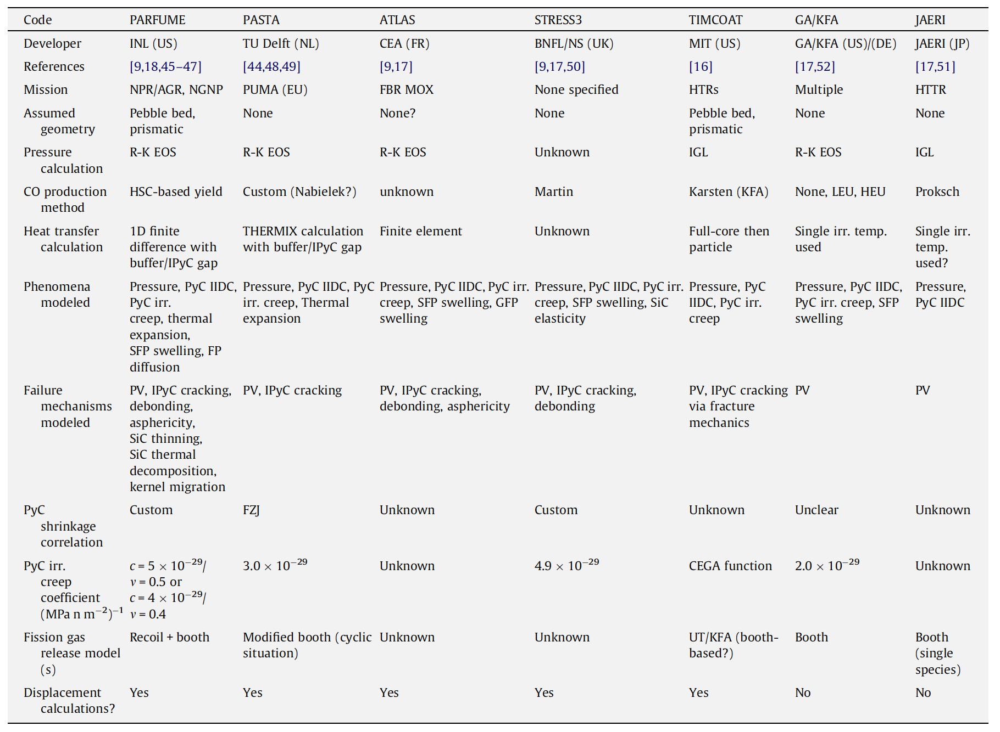 Code PARFUME PASTA ATLAS STRESS3 TIMCOAT GA/KFA JAERI
Developer INL (US) TU Delft (NL) CEA (FR) BNFL/NS (UK) MIT (US) GA/KFA (US)/(DE) JAERI (JP)
References [9,18,45–47] [44,48,49] [9,17] [9,17,50] [16] [17,52] [17,51]
Mission NPR/AGR, NGNP PUMA (EU) FBR MOX None specified HTRs Multiple HTTR
Assumed Pebble bed, None None? None Pebble bed, None None
geometry prismatic prismatic
Pressure R-K EOS R-K EOS R-K EOS Unknown IGL R-K EOS IGL
calculation
CO production HSC-based yield Custom (Nabielek?) unknown Martin Karsten (KFA) None, LEU, HEU Proksch
method
Heat transfer 1D finite THERMIX calculation Finite element Unknown Full-core then Single irr. temp. Single irr.
calculation difference with with buffer/IPyC gap particle used temp.
buffer/IPyC gap used?
Phenomena Pressure, PyC IIDC, Pressure, PyC IIDC, PyC Pressure, PyC IIDC, PyC irr. Pressure, PyC IIDC, PyC irr. Pressure, PyC Pressure, PyC IIDC, Pressure,
modeled PyC irr. irr. creep, Thermal creep, SFP swelling, GFP creep, SFP swelling, SiC IIDC, PyC irr. PyC irr. creep, SFP PyC IIDC
creep, thermal expansion swelling elasticity creep swelling
expansion,
SFP swelling, FP
diffusion
Failure PV, IPyC cracking, PV, IPyC cracking PV, IPyC cracking, PV, IPyC cracking, PV, IPyC cracking PV PV
mechanisms debonding, debonding, asphericity debonding via fracture
modeled asphericity, mechanics
SiC thinning,
SiC thermal
decomposition,
kernel migration
PyC Custom FZJ Unknown Custom Unknown Unclear Unknown
shrinkage
correlation
PyC irr. c = 5 × 10⁻²⁹/ 3.0 × 10⁻²⁹ Unknown 4.9 × 10⁻²⁹ CEGA function 2.0 × 10⁻²⁹ Unknown
creep ν = 0.5 or
coefficient c = 4 × 10⁻²⁹/
(MPa n m⁻²)⁻¹ ν = 0.4
Fission gas Recoil + booth Modified booth (cyclic Unknown Unknown UT/KFA (booth- Booth Booth
release model situation) based?) (single
(s) species)
Displacement Yes Yes Yes Yes Yes No No
calculations?